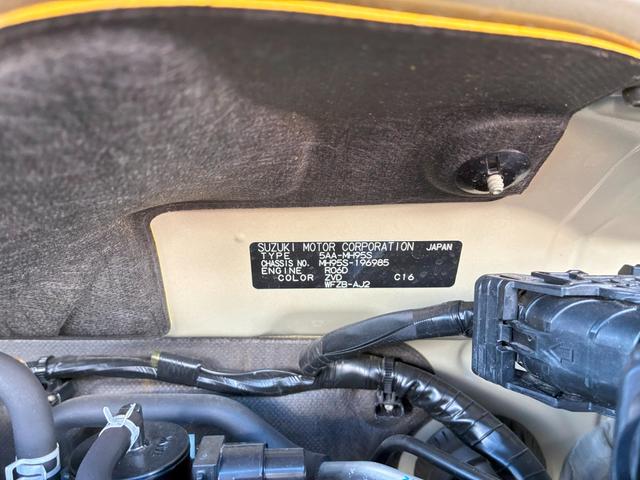 SUZUKI MOTOR CORPORATION JAPAN
TYPE 5AA-MH95S
CHASSIS NO. MH95S-196985
ENGINE R06D
COLOR ZVD C16
WFZB-AJ2